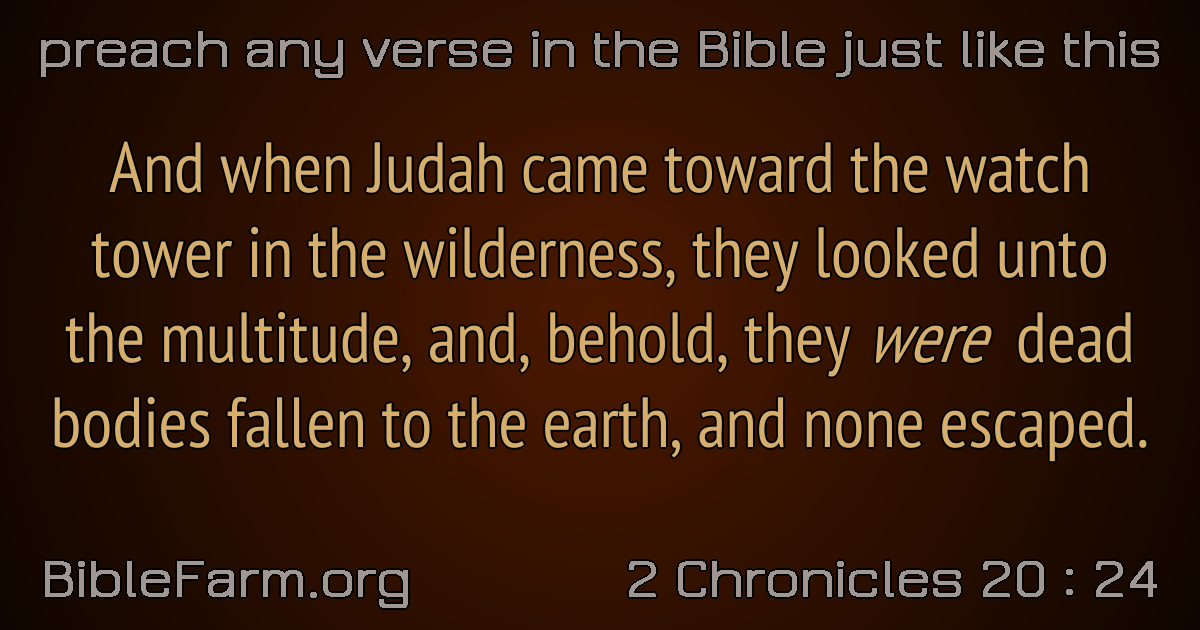 preach any verse in the Bible just like this
And when Judah came toward the watch
tower in the wilderness, they looked unto
the multitude, and, behold, they were dead
bodies fallen to the earth, and none escaped.
BibleFarm.org
2 Chronicles 20 : 24